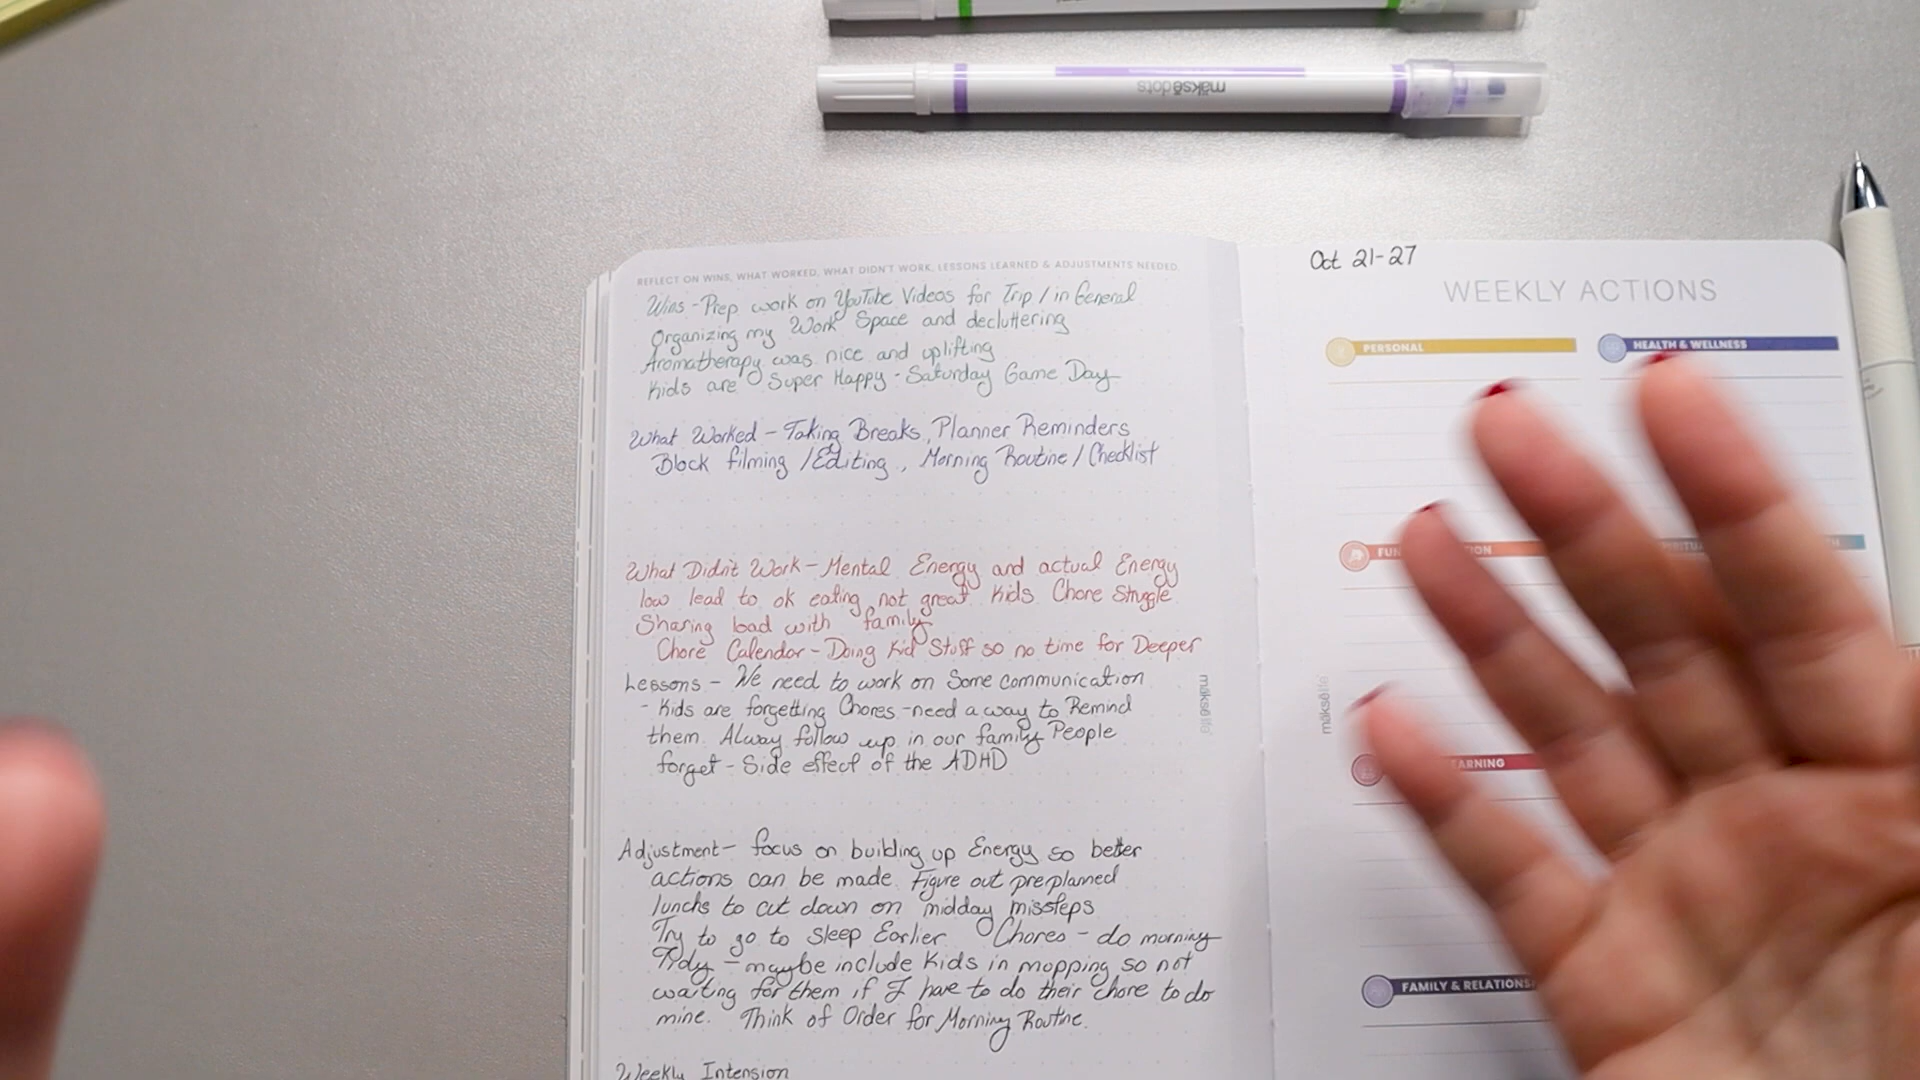 mäksēdots
REFLECT ON WINS, WHAT WORKED, WHAT DIDN'T WORK, LESSONS LEARNED & ADJUSTMENTS NEEDED.
Wins - Prep work on YouTube Videos for Trip / in General
Organizing my Work Space and decluttering
Aromatherapy was nice and uplifting
Kids are Super Happy - Saturday Game Day
What Worked - Taking Breaks, Planner Reminders
Block filming / Editing, Morning Routine / Checklist
What Didn't Work - Mental Energy and actual Energy
low lead to ok eating not great Kids Chore Struggle
Sharing load with family
Chore Calendar - Doing Kid Stuff so no time for Deeper
Lessons - We need to work on Some communication
- Kids are forgetting Chores - need a way to Remind
them. Alway follow up in our family People
forget - Side effect of the ADHD
Adjustment - focus on building up Energy so better
actions can be made. Figure out preplanned
lunchs to cut down on midday missteps
Try to go to Sleep Earlier Chores - do morning
Tidy - maybe include Kids in mopping so not
waiting for them if I have to do their chore to do
mine. Think of Order for Morning Routine.
Weekly Intension
mäksēlife
Oct 21-27
WEEKLY ACTIONS
PERSONAL
HEALTH & WELLNESS
mäksēlife
FAMILY & RELATIONS